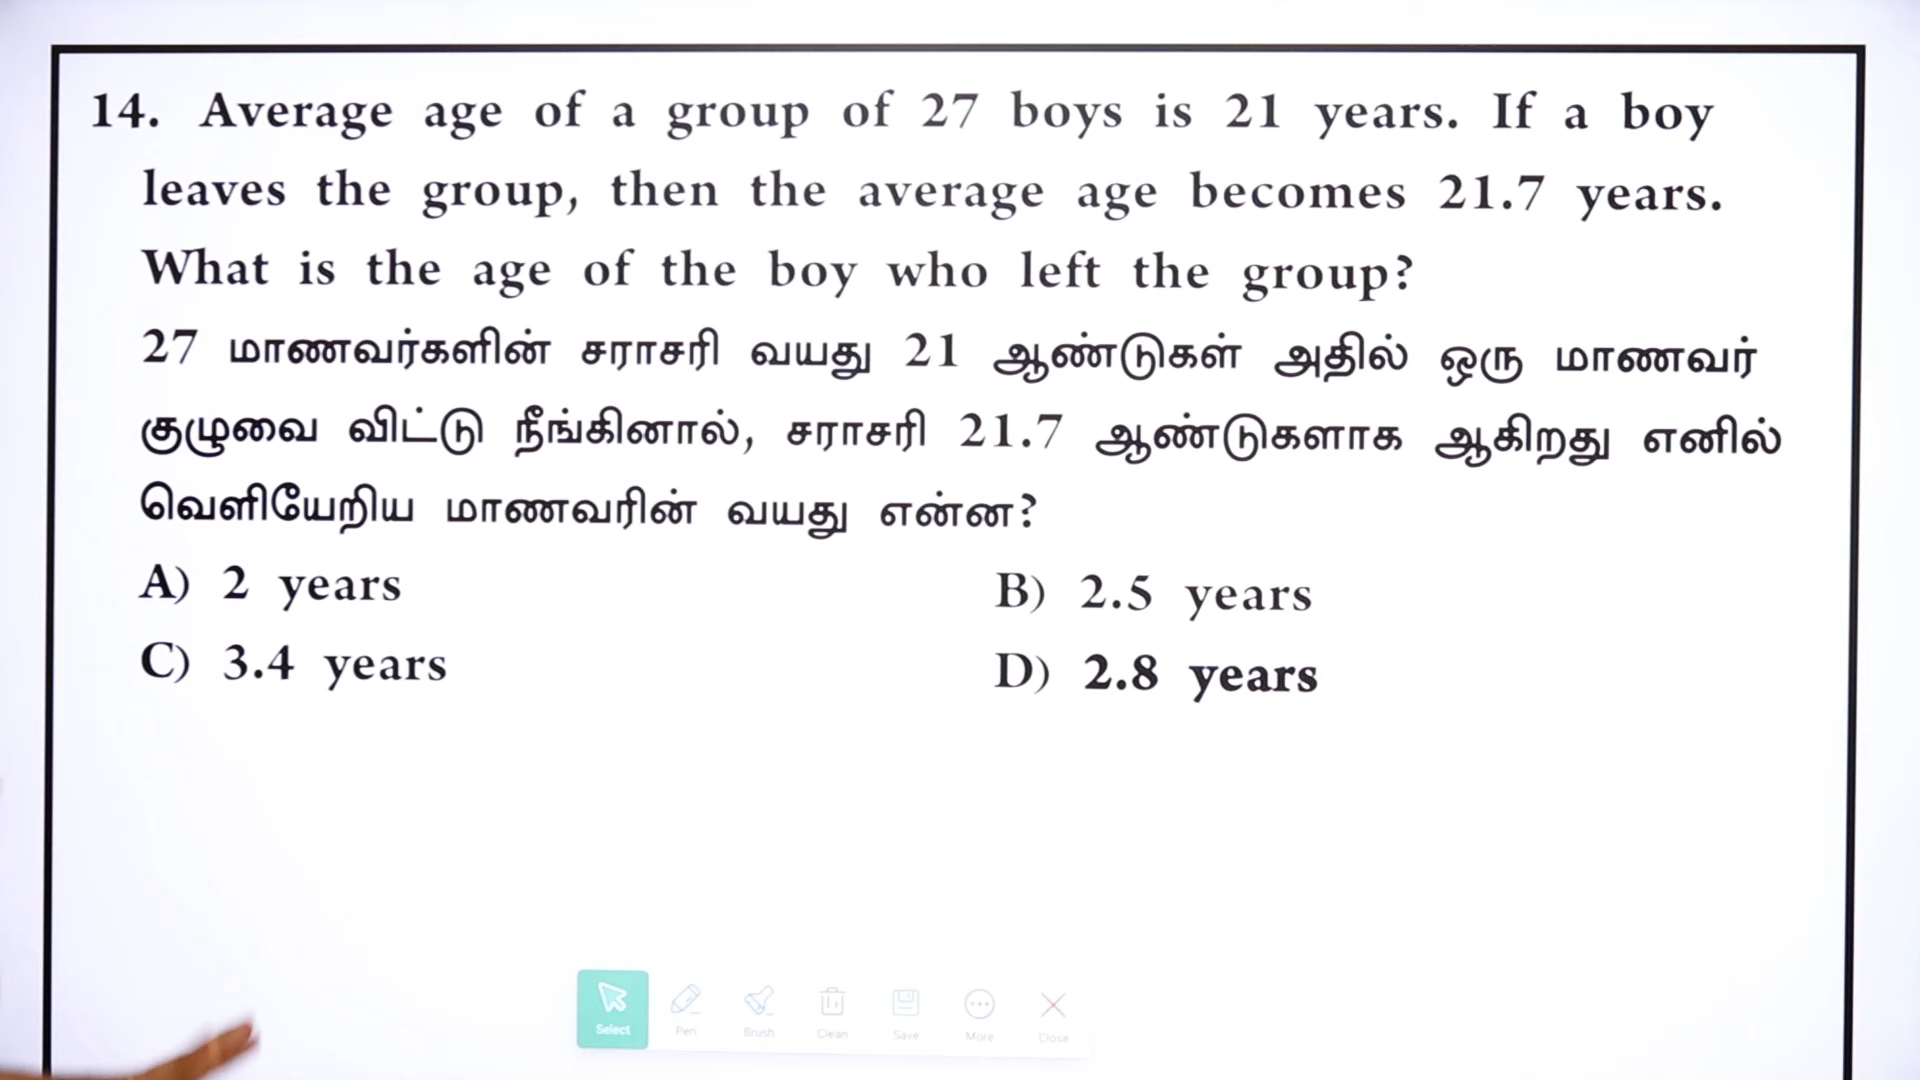 14. Average age of a group of 27 boys is 21 years. If a boy
leaves the group, then the average age becomes 21.7 years.
What is the age of the boy who left the group?
27 மாணவர்களின் சராசரி வயது 21 ஆண்டுகள் அதில் ஒரு மாணவர்
குழுவை விட்டு நீங்கினால், சராசரி 21.7 ஆண்டுகளாக ஆகிறது எனில்
வெளியேறிய மாணவரின் வயது என்ன?
A) 2 years B) 2.5 years
C) 3.4 years D) 2.8 years
Select Pen Brush Clean Save More Close